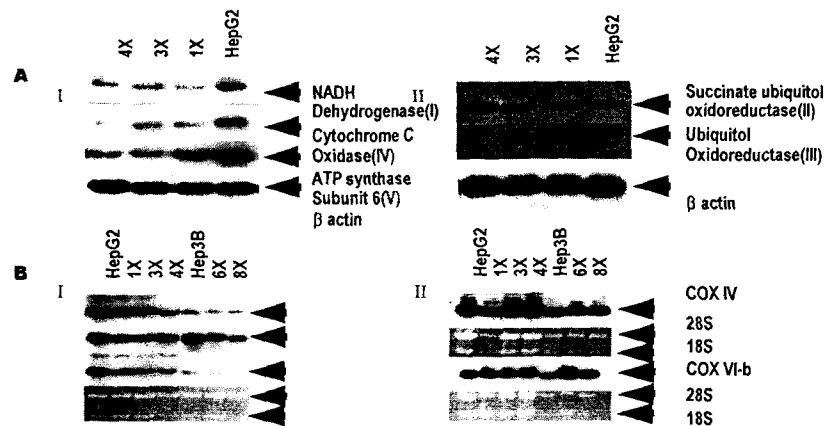 A
I
4X 3X 1X HepG2
NADH
Dehydrogenase(I)
Cytochrome C
Oxidase(IV)
ATP synthase
Subunit 6(V)
β actin
II
4X 3X 1X HepG2
Succinate ubiquitol
oxidoreductase(II)
Ubiquitol
Oxidoreductase(III)
β actin
B
I
HepG2 1X 3X 4X Hep3B 6X 8X
II
HepG2 1X 3X 4X Hep3B 6X 8X
COX IV
28S
18S
COX VI-b
28S
18S